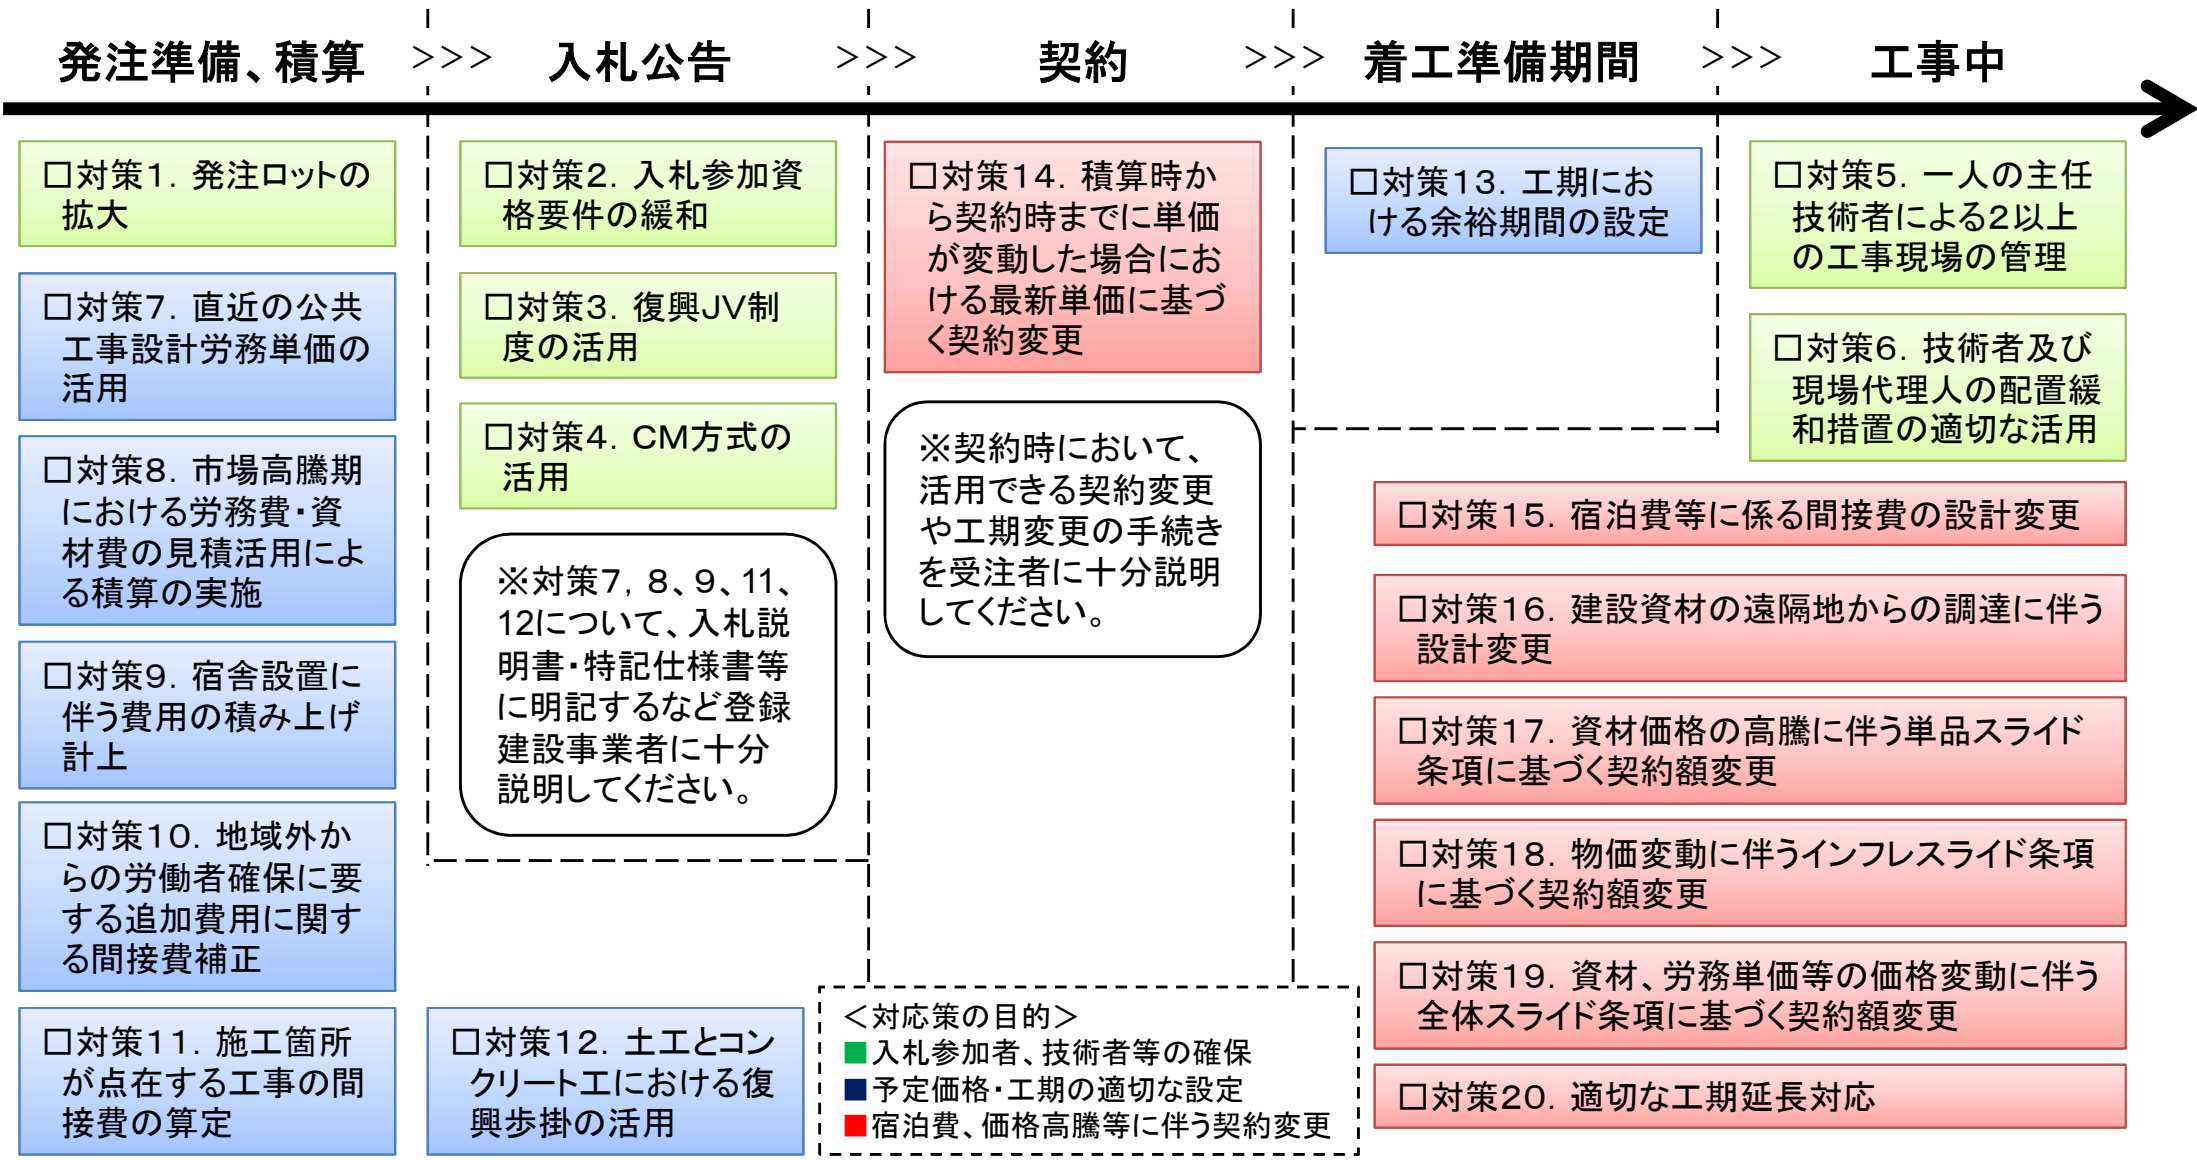 発注準備、積算 >>> 入札公告 >>> 契約 >>> 着工準備期間 >>> 工事中
□対策1．発注ロットの
拡大
□対策7．直近の公共
工事設計労務単価の
活用
□対策8．市場高騰期
における労務費・資
材費の見積活用によ
る積算の実施
□対策9．宿舎設置に
伴う費用の積み上げ
計上
□対策10．地域外か
らの労働者確保に要
する追加費用に関す
る間接費補正
□対策11．施工箇所
が点在する工事の間
接費の算定
□対策2．入札参加資
格要件の緩和
□対策3．復興JV制
度の活用
□対策4．CM方式の
活用
※対策7，8、9、11、
12について、入札説
明書・特記仕様書等
に明記するなど登録
建設事業者に十分
説明してください。
□対策12．土工とコン
クリート工における復
興歩掛の活用
□対策14．積算時か
ら契約時までに単価
が変動した場合にお
ける最新単価に基づ
く契約変更
※契約時において、
活用できる契約変更
や工期変更の手続き
を受注者に十分説明
してください。
＜対応策の目的＞
■入札参加者、技術者等の確保
■予定価格・工期の適切な設定
■宿泊費、価格高騰等に伴う契約変更
□対策13．工期にお
ける余裕期間の設定
□対策5．一人の主任
技術者による2以上
の工事現場の管理
□対策6．技術者及び
現場代理人の配置緩
和措置の適切な活用
□対策15．宿泊費等に係る間接費の設計変更
□対策16．建設資材の遠隔地からの調達に伴う
設計変更
□対策17．資材価格の高騰に伴う単品スライド
条項に基づく契約額変更
□対策18．物価変動に伴うインフレスライド条項
に基づく契約額変更
□対策19．資材、労務単価等の価格変動に伴う
全体スライド条項に基づく契約額変更
□対策20．適切な工期延長対応